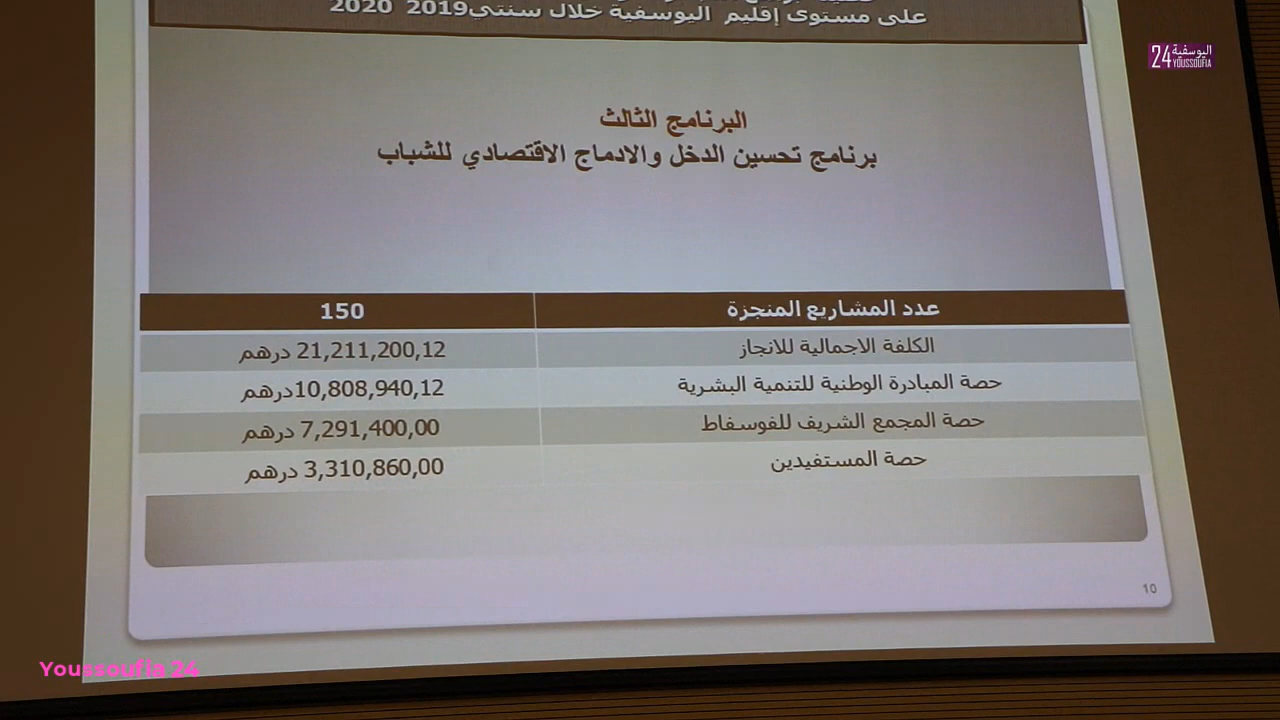 على مستوى إقليم اليوسفية خلال سنتي2019 2020
اليوسفية
24 YOUSSOUFIA
البرنامج الثالث
برنامج تحسين الدخل والادماج الاقتصادي للشباب
عدد المشاريع المنجزة 150
الكلفة الاجمالية للانجاز 21,211,200,12 درهم
حصة المبادرة الوطنية للتنمية البشرية 10,808,940,12درهم
حصة المجمع الشريف للفوسفاط 7,291,400,00 درهم
حصة المستفيدين 3,310,860,00 درهم
10
Youssoufia 24